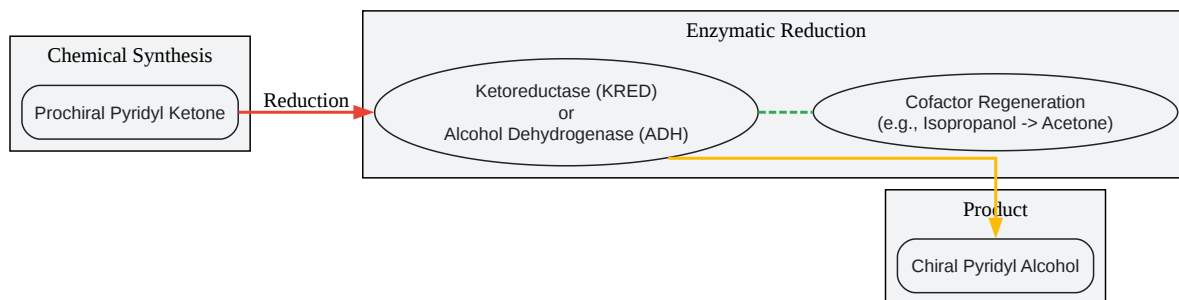 Chemical Synthesis
Prochiral Pyridyl Ketone
Reduction
Enzymatic Reduction
Ketoreductase (KRED)
or
Alcohol Dehydrogenase (ADH)
Cofactor Regeneration
(e.g., Isopropanol -> Acetone)
Product
Chiral Pyridyl Alcohol